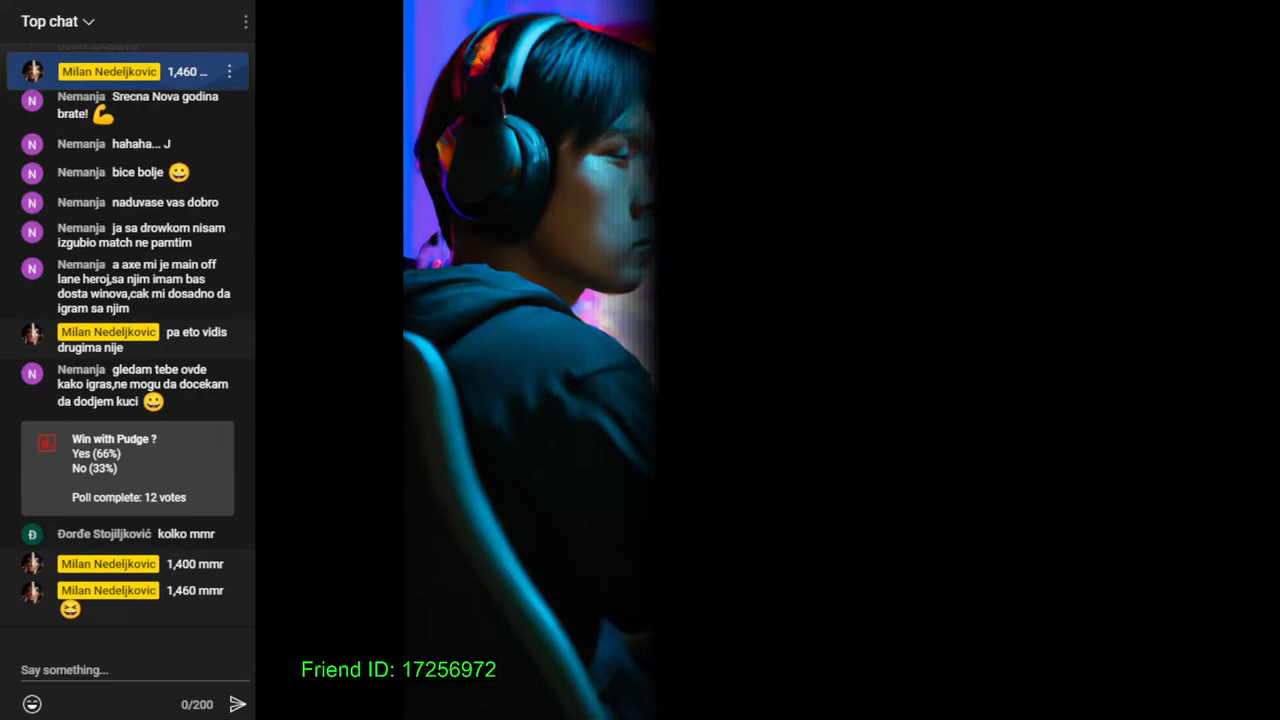 Top chat
Milan Nedeljkovic 1,460 ...
Nemanja Srecna Nova godina
brate! 💪
Nemanja hahaha... J
Nemanja bice bolje 😀
Nemanja naduvase vas dobro
Nemanja ja sa drowkom nisam
izgubio match ne pamtim
Nemanja a axe mi je main off
lane heroj,sa njim imam bas
dosta winova,cak mi dosadno da
igram sa njim
Milan Nedeljkovic pa eto vidis
drugima nije
Nemanja gledam tebe ovde
kako igras,ne mogu da docekam
da dodjem kuci 😀
Win with Pudge ?
Yes (66%)
No (33%)
Poll complete: 12 votes
Đorđe Stojiljković kolko mmr
Milan Nedeljkovic 1,400 mmr
Milan Nedeljkovic 1,460 mmr
😆
Say something...
0/200
Friend ID: 17256972